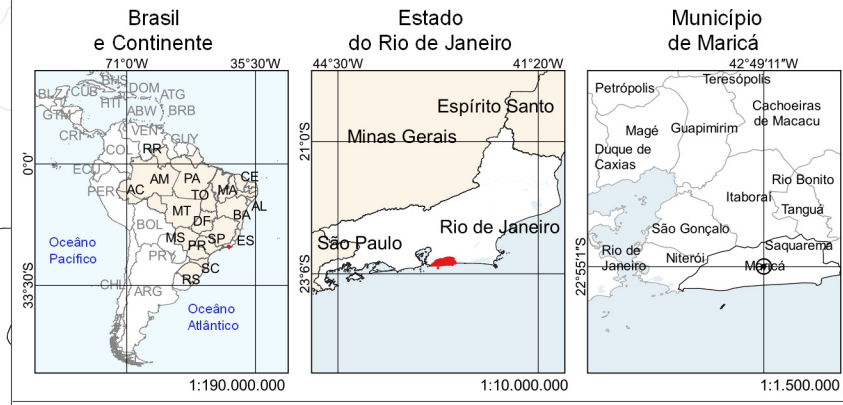 Brasil
e Continente
71°0'W 35°30'W
BHS
BLZ CUB DOM ATG
GTM HTI ABW BRB
CRI VEN GUY
COL RR
0°0'
ECU AM PA CE
PER AC TO MA
AL
MT BA
BOL DF
MS SP ES
PR
Oceâno
Pacífico
PRY
SC
CHL ARG RS
33°30'S
Oceâno
Atlântico
1:190.000.000
Estado
do Rio de Janeiro
44°30'W 41°20'W
Espírito Santo
Minas Gerais
21°0'S
Rio de Janeiro
São Paulo
23°6'S
1:10.000.000
Município
de Maricá
42°49'11"W
Petrópolis Teresópolis
Cachoeiras
de Macacu
Magé Guapimirim
Duque de
Caxias
Rio Bonito
Itaboraí
Tanguá
São Gonçalo
Saquarema
Rio de
Janeiro
Niterói Maricá
22°55'1"S
1:1.500.000